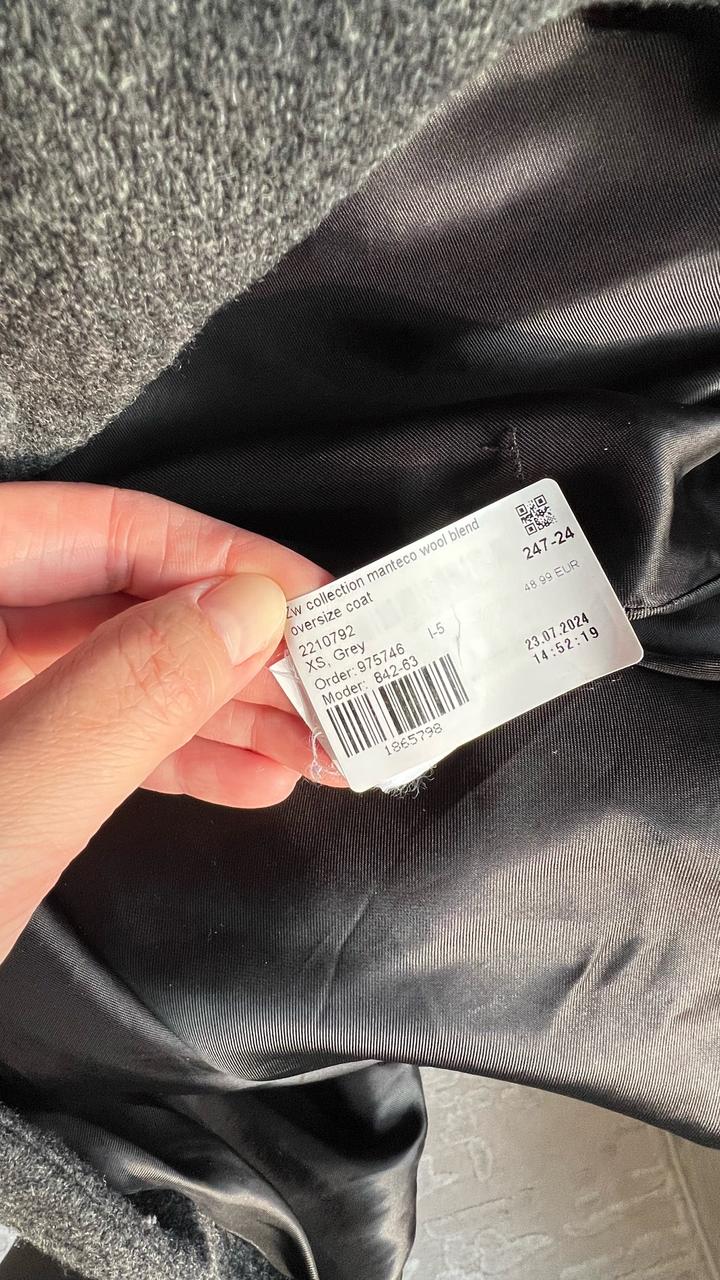 Zw collection manteco wool blend
oversize coat
2210792
XS, Grey
I-5
Order: 975746
Moder: 842-63
1865798
247-24
48.99 EUR
23.07.2024
14:52:19